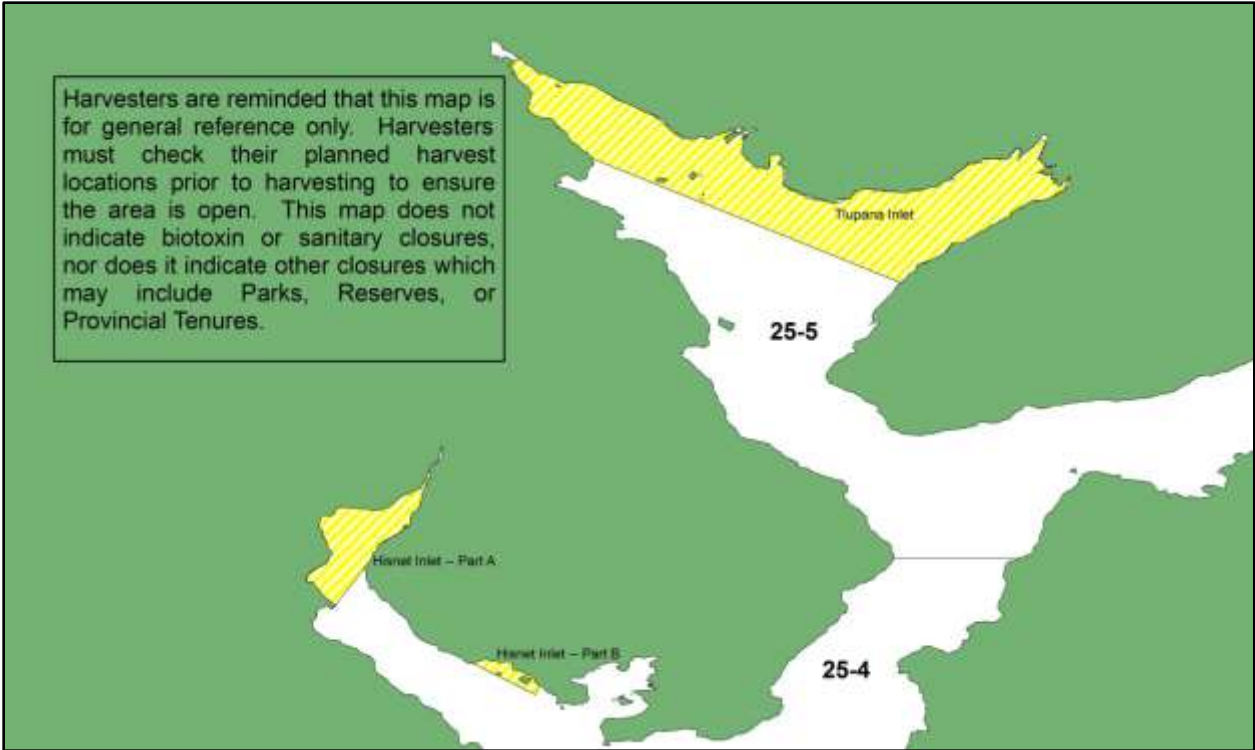 Harvesters are reminded that this map is
for general reference only. Harvesters
must check their planned harvest
locations prior to harvesting to ensure
the area is open. This map does not
indicate biotoxin or sanitary closures,
nor does it indicate other closures which
may include Parks, Reserves, or
Provincial Tenures.
Tlupana Inlet
25-5
Hisnet Inlet – Part A
Hisnet Inlet – Part B
25-4